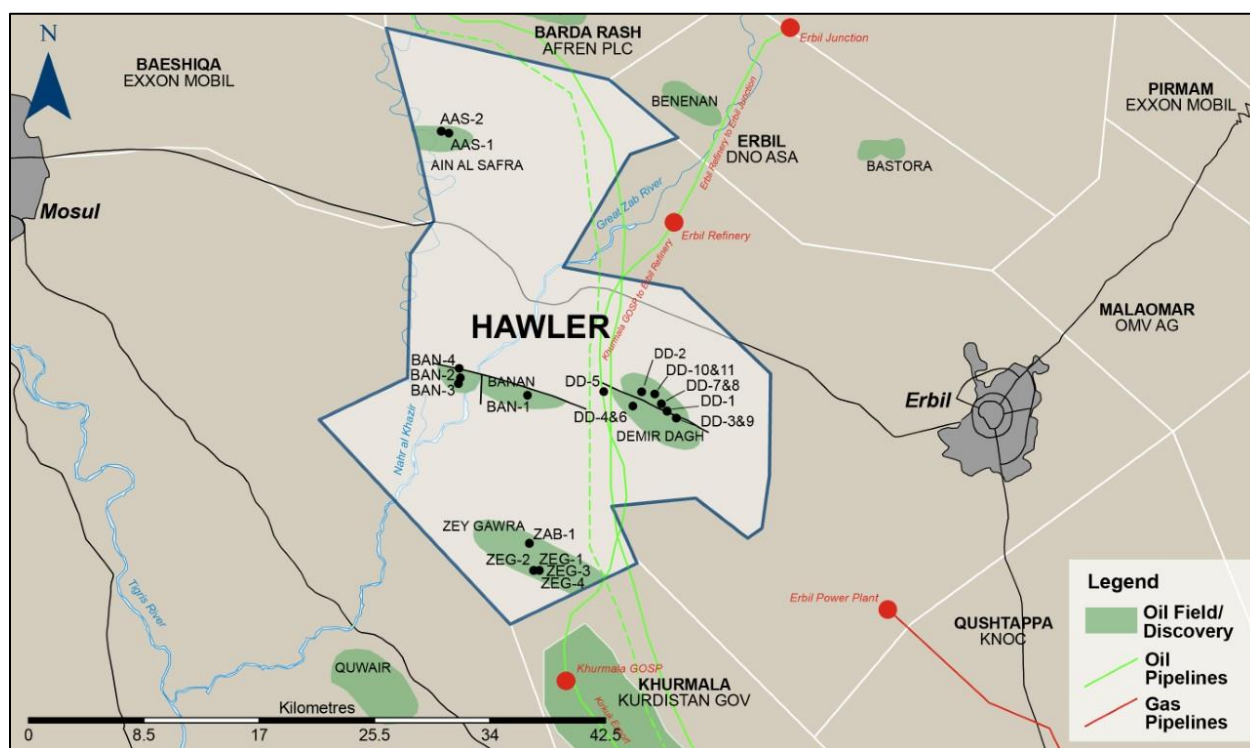 N
BARDA RASH
AFREN PLC
Erbil Junction
BAESHIQA
EXXON MOBIL
PIRMAM
EXXON MOBIL
BENENAN
AAS-2
AAS-1
AIN AL SAFRA
ERBIL
DNO ASA
Erbil Refinery to Erbil Junction
BASTORA
Mosul
Great Zab River
Erbil Refinery
Khurmala GOSP to Erbil Refinery
HAWLER
MALAOMAR
OMV AG
BAN-4
BAN-2
BAN-3
BANAN
BAN-1
DD-5
DD-2
DD-10&11
DD-7&8
DD-1
DD-4&6
DD-3&9
DEMIR DAGH
Erbil
Nahr al Khazir
ZEY GAWRA
ZAB-1
ZEG-2
ZEG-1
ZEG-3
ZEG-4
Tigris River
Erbil Power Plant
QUSHTAPPA
KNOC
QUWAIR
Khurmala GOSP
KHURMALA
KURDISTAN GOV
Legend
Oil Field/
Discovery
Oil
Pipelines
Gas
Pipelines
Kilometres
0 8.5 17 25.5 34 42.5